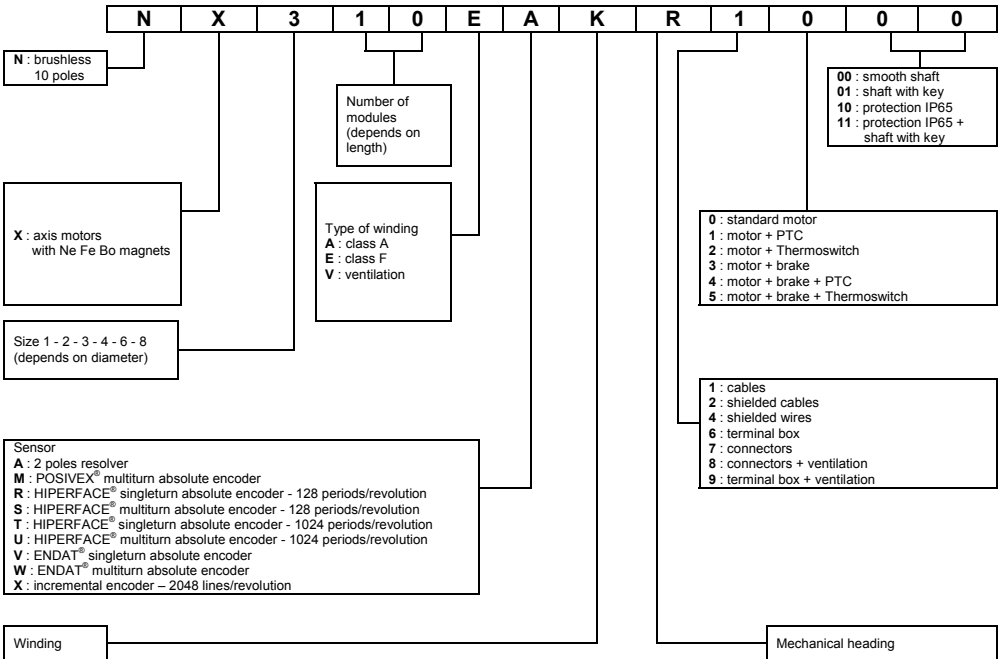 N X 3 1 0 E A K R 1 0 0 0
N : brushless
10 poles
Number of
modules
(depends on
length)
00 : smooth shaft
01 : shaft with key
10 : protection IP65
11 : protection IP65 +
shaft with key
X : axis motors
with Ne Fe Bo magnets
Type of winding
A : class A
E : class F
V : ventilation
0 : standard motor
1 : motor + PTC
2 : motor + Thermoswitch
3 : motor + brake
4 : motor + brake + PTC
5 : motor + brake + Thermoswitch
Size 1 - 2 - 3 - 4 - 6 - 8
(depends on diameter)
1 : cables
2 : shielded cables
4 : shielded wires
6 : terminal box
7 : connectors
8 : connectors + ventilation
9 : terminal box + ventilation
Sensor
A : 2 poles resolver
M : POSIVEX® multiturn absolute encoder
R : HIPERFACE® singleturn absolute encoder - 128 periods/revolution
S : HIPERFACE® multiturn absolute encoder - 128 periods/revolution
T : HIPERFACE® singleturn absolute encoder - 1024 periods/revolution
U : HIPERFACE® multiturn absolute encoder - 1024 periods/revolution
V : ENDAT® singleturn absolute encoder
W : ENDAT® multiturn absolute encoder
X : incremental encoder – 2048 lines/revolution
Winding
Mechanical heading